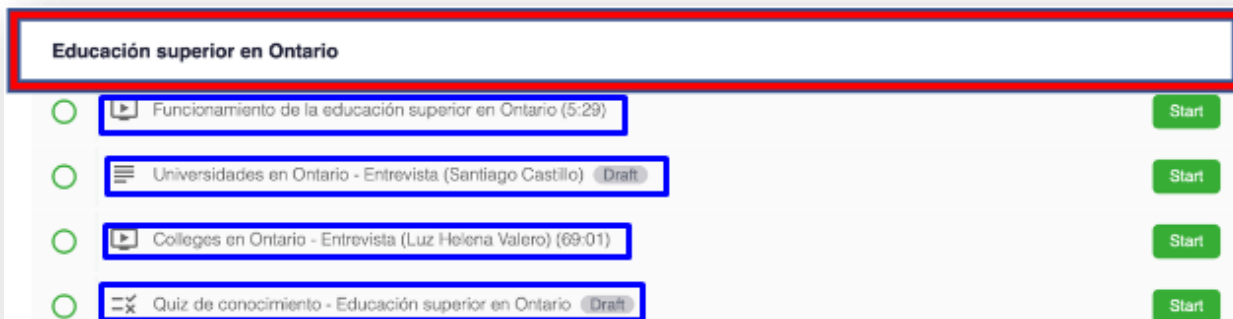 Educación superior en Ontario
Funcionamiento de la educación superior en Ontario (5:29) Start
Universidades en Ontario - Entrevista (Santiago Castillo) Draft Start
Colleges en Ontario - Entrevista (Luz Helena Valero) (69:01) Start
Quiz de conocimiento - Educación superior en Ontario Draft Start